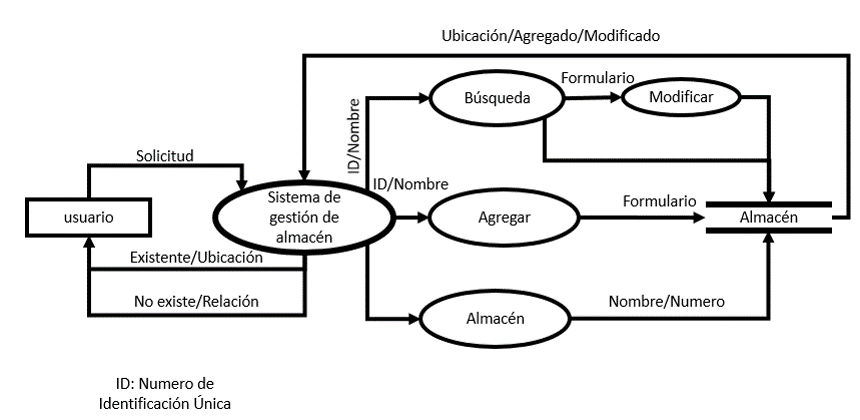 Ubicación/Agregado/Modificado
Formulario
Búsqueda
Modificar
ID/Nombre
Solicitud
ID/Nombre
Sistema de
gestión de
almacén
usuario
Agregar
Formulario
Almacén
Existente/Ubicación
No existe/Relación
Almacén
Nombre/Numero
ID: Numero de
Identificación Única